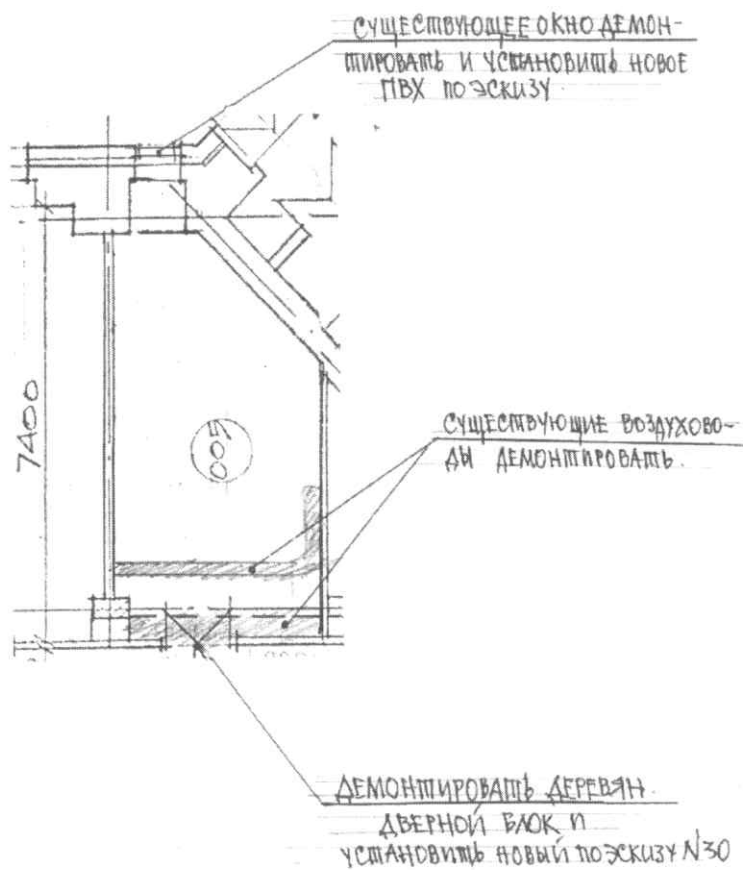 СУЩЕСТВУЮЩЕЕ ОКНО ДЕМОН-
ТИРОВАТЬ И УСТАНОВИТЬ НОВОЕ
ПВХ ПО ЭСКИЗУ
7400
СУЩЕСТВУЮЩИЕ ВОЗДУХОВО-
ДЫ ДЕМОНТИРОВАТЬ.
ДЕМОНТИРОВАТЬ ДЕРЕВЯН.
ДВЕРНОЙ БЛОК И
УСТАНОВИТЬ НОВЫЙ ПО ЭСКИЗУ N30